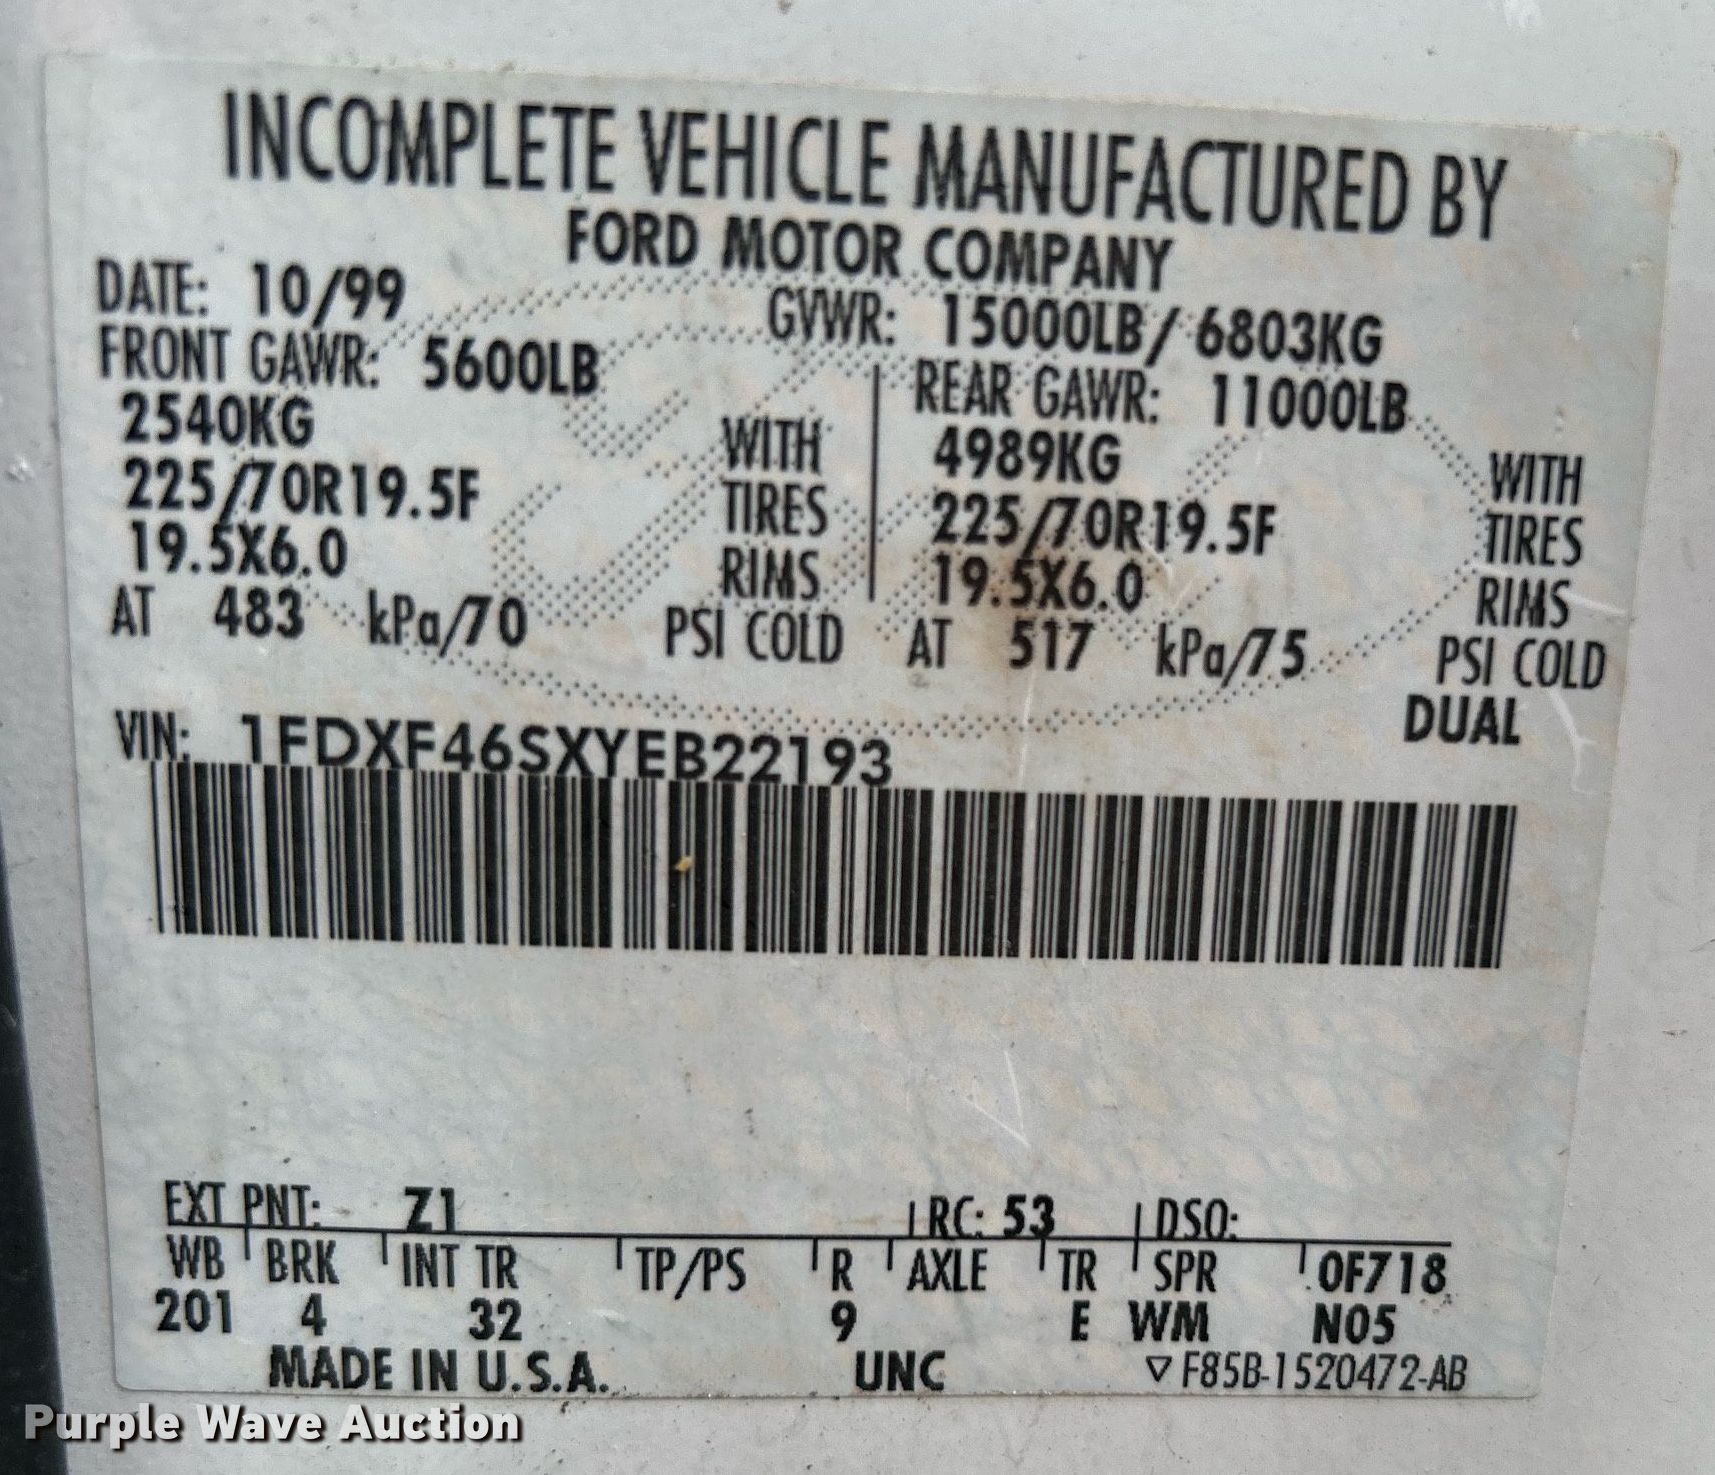 INCOMPLETE VEHICLE MANUFACTURED BY
FORD MOTOR COMPANY
DATE: 10/99 GVWR: 15000LB/ 6803KG
FRONT GAWR: 5600LB REAR GAWR: 11000LB
2540KG WITH 4989KG WITH
225/70R19.5F TIRES 225/70R19.5F TIRES
19.5X6.0 RIMS 19.5X6.0 RIMS
AT 483 kPa/70 PSI COLD AT 517 kPa/75 PSI COLD
DUAL
VIN: 1FDXF46SXYEB22193
EXT PNT: Z1 RC: 53 DSO:
WB BRK INT TR TP/PS R AXLE TR SPR 0F718
201 4 32 9 E WM N05
MADE IN U.S.A. UNC ▽ F85B-1520472-AB
Purple Wave Auction